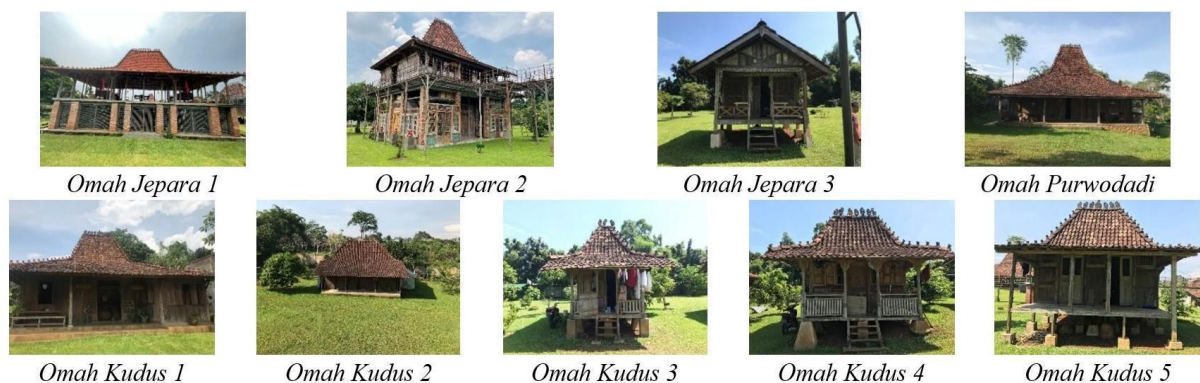 Omah Jepara 1
Omah Jepara 2
Omah Jepara 3
Omah Purwodadi
Omah Kudus 1
Omah Kudus 2
Omah Kudus 3
Omah Kudus 4
Omah Kudus 5